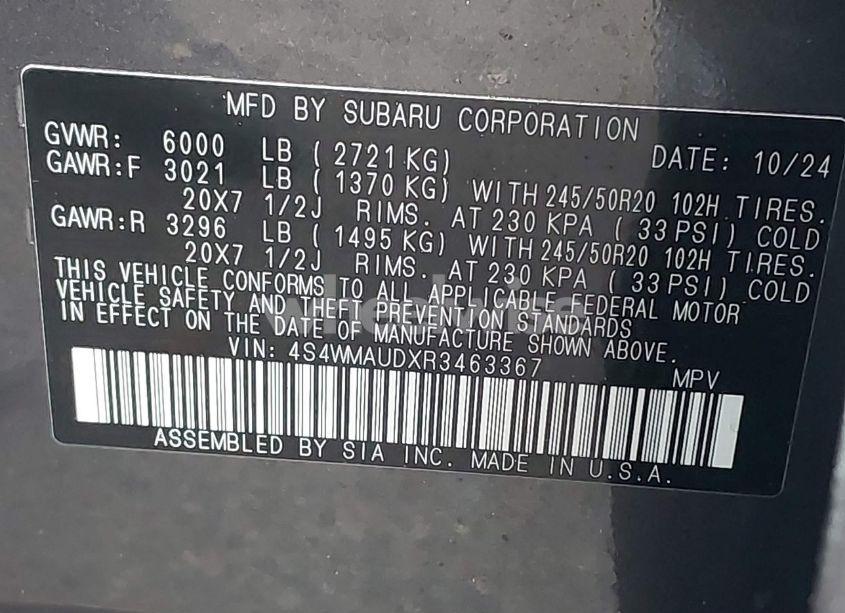 MFD BY SUBARU CORPORATION
GVWR: 6000 LB ( 2721 KG) DATE: 10/24
GAWR:F 3021 LB ( 1370 KG) WITH 245/50R20 102H TIRES.
20X7 1/2J RIMS. AT 230 KPA ( 33 PSI) COLD
GAWR:R 3296 LB ( 1495 KG) WITH 245/50R20 102H TIRES.
20X7 1/2J RIMS. AT 230 KPA ( 33 PSI) COLD
THIS VEHICLE CONFORMS TO ALL APPLICABLE FEDERAL MOTOR
VEHICLE SAFETY AND THEFT PREVENTION STANDARDS
IN EFFECT ON THE DATE OF MANUFACTURE SHOWN ABOVE.
VIN: 4S4WMAUDXR3463367 MPV
ASSEMBLED BY SIA INC. MADE IN U.S.A.